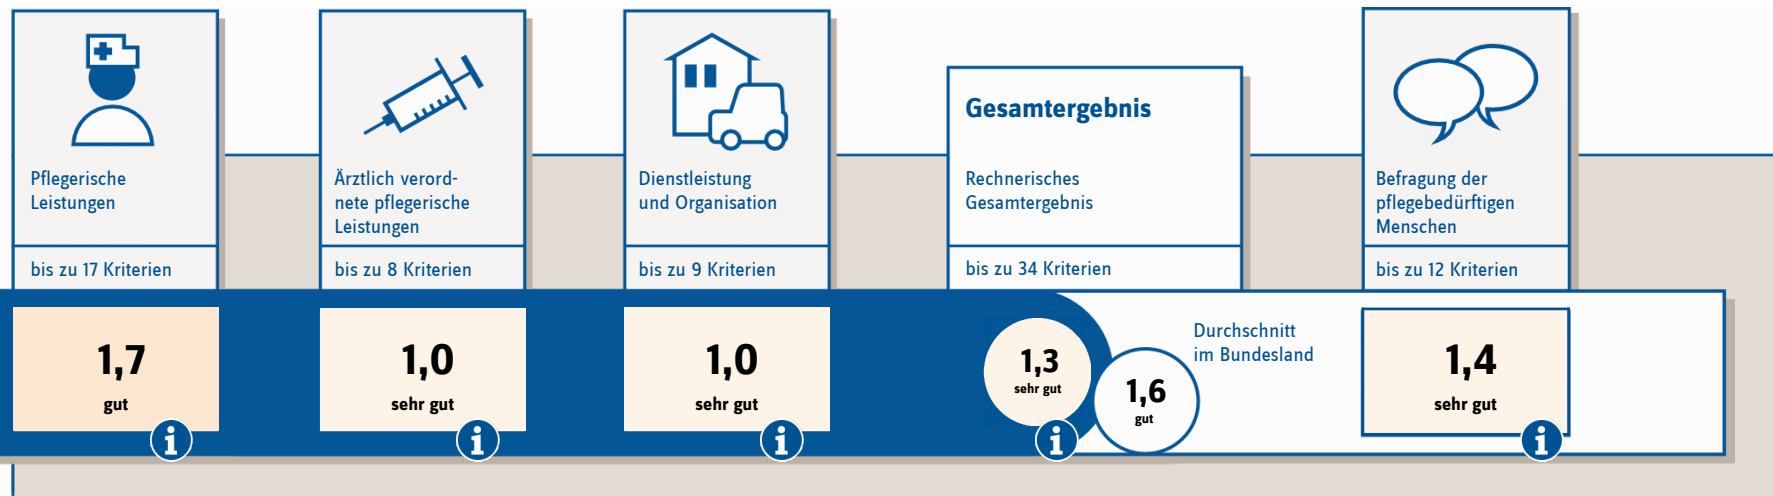 Pflegerische
Leistungen
bis zu 17 Kriterien
1,7
gut
Ärztlich verord-
nete pflegerische
Leistungen
bis zu 8 Kriterien
1,0
sehr gut
Dienstleistung
und Organisation
bis zu 9 Kriterien
1,0
sehr gut
Gesamtergebnis
Rechnerisches
Gesamtergebnis
bis zu 34 Kriterien
1,3
sehr gut
Durchschnitt
im Bundesland
1,6
gut
Befragung der
pflegebedürftigen
Menschen
bis zu 12 Kriterien
1,4
sehr gut